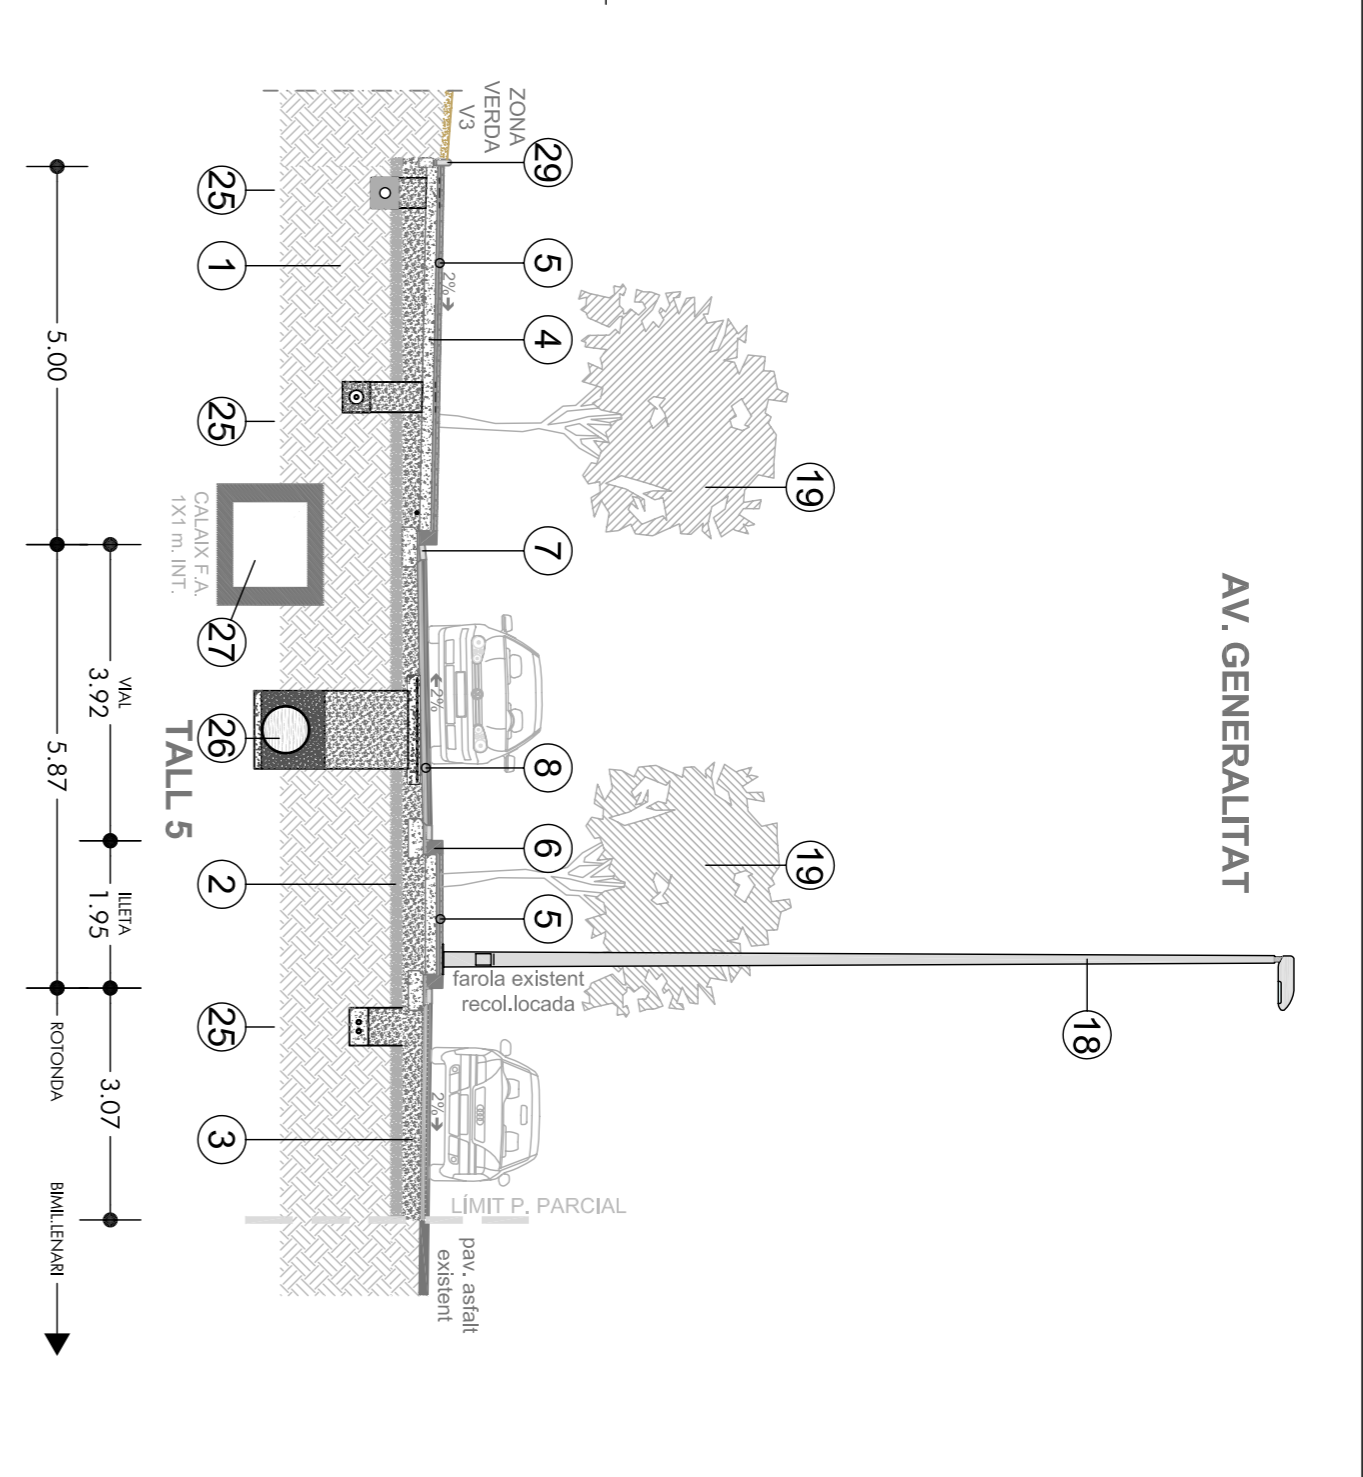 AV. GENERALITAT
18
19
19
ZONA
VERDA
V3
29
5
2%
4
7
2%
8
6
5
farola existent
recol.locada
2%
LÍMIT P. PARCIAL
pav. asfalt
existent
25
1
25
CALAIX F.A.
1X1 m. INT.
27
26
2
25
3
TALL 5
VIAL
3.92
ILLETA
1.95
3.07
5.00
5.87
ROTONDA
BIMIL.LENARI